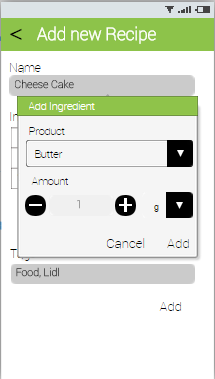 < Add new Recipe
Name
Cheese Cake
Add Ingredient
Product
Butter
Amount
1
g
Cancel Add
Food, Lidl
Add